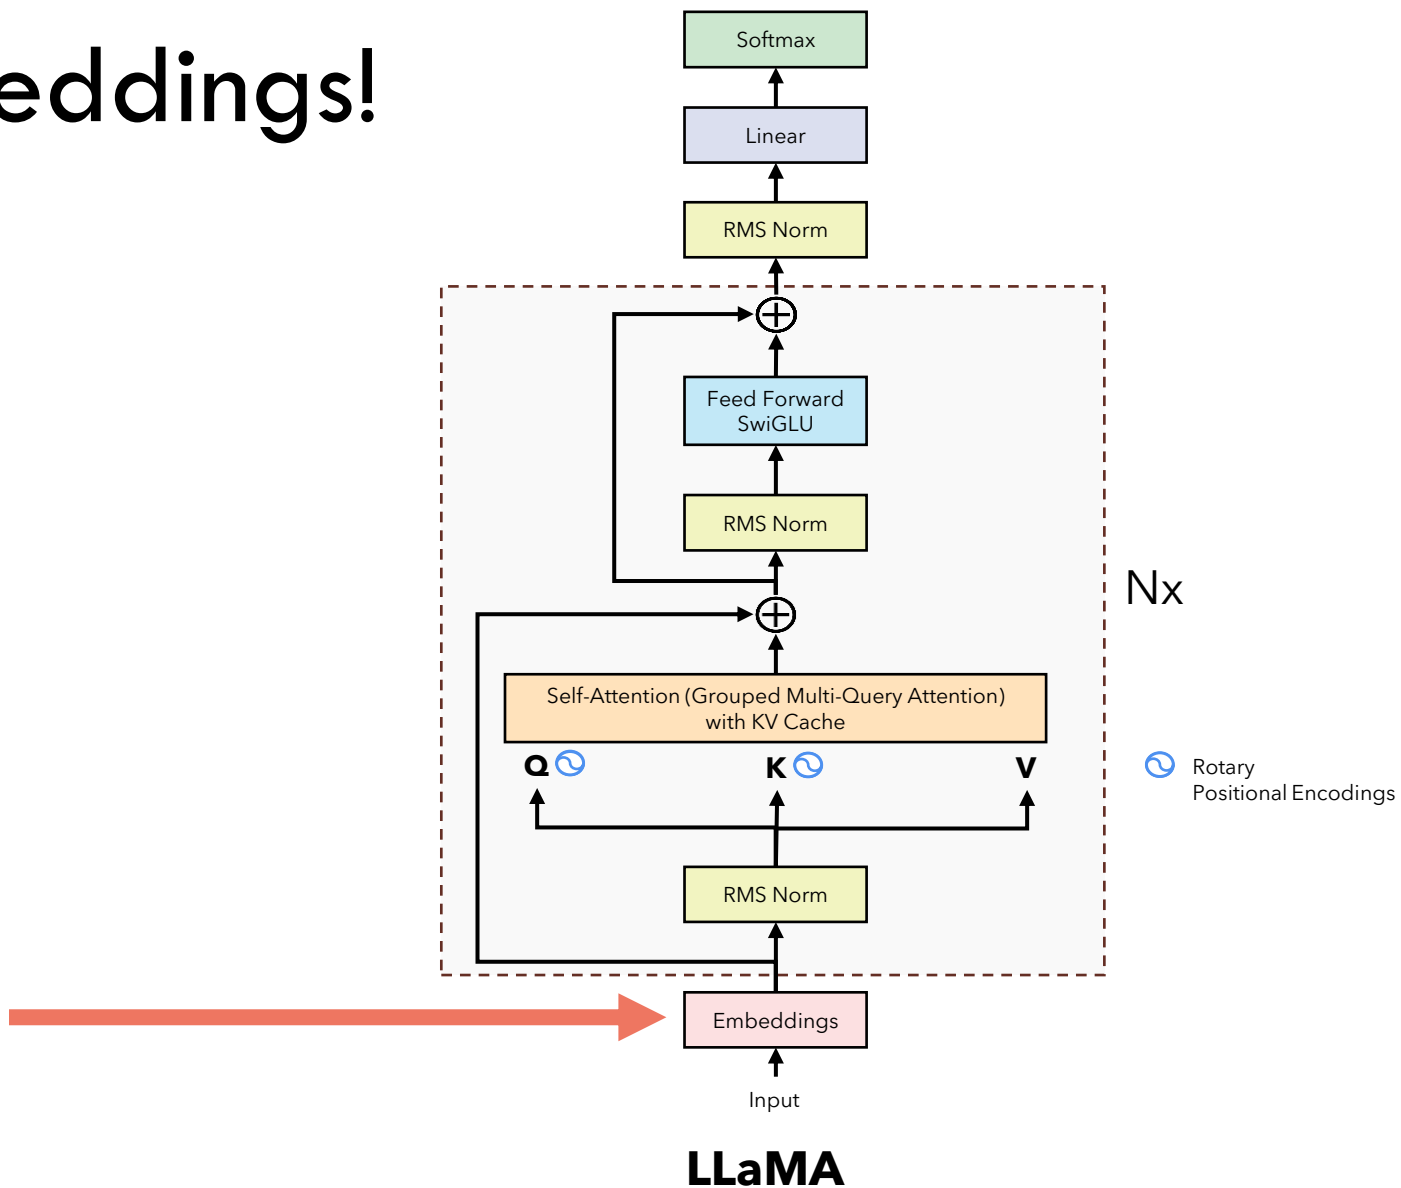 eddings!
Softmax
Linear
RMS Norm
Feed Forward
SwiGLU
RMS Norm
Nx
Self-Attention (Grouped Multi-Query Attention)
with KV Cache
Q K V
Rotary
Positional Encodings
RMS Norm
Embeddings
Input
LLaMA